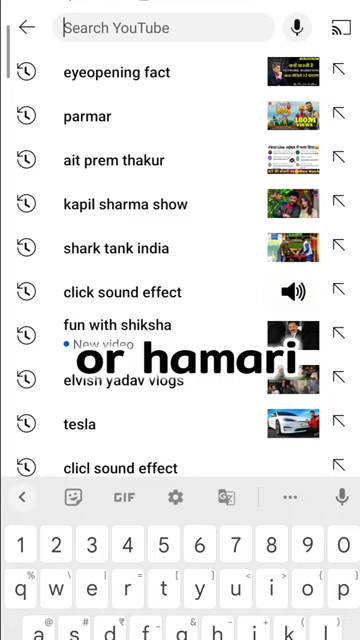 Search YouTube
eyeopening fact
parmar
180M
VIEWS
ait prem thakur
kapil sharma show
shark tank india
click sound effect
fun with shiksha
New video
or hamari
elvish yadav vlogs
tesla
clicl sound effect
GIF
1 2 3 4 5 6 7 8 9 0
q w e r t y u i o p
% \ | = [ ] < > { }
a s d f g h j k l
@ # ₹ _ & - + ( )